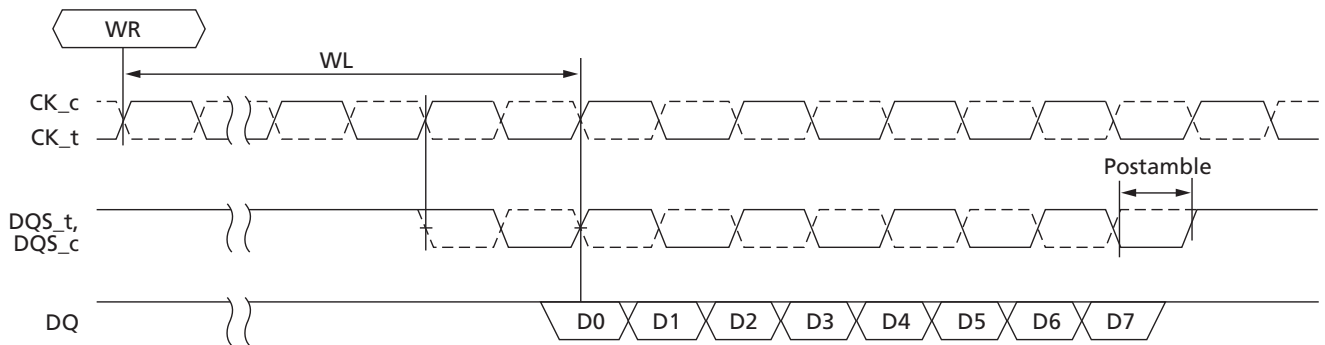 WR
WL
CK_c
CK_t
Postamble
DQS_t,
DQS_c
DQ
D0 D1 D2 D3 D4 D5 D6 D7